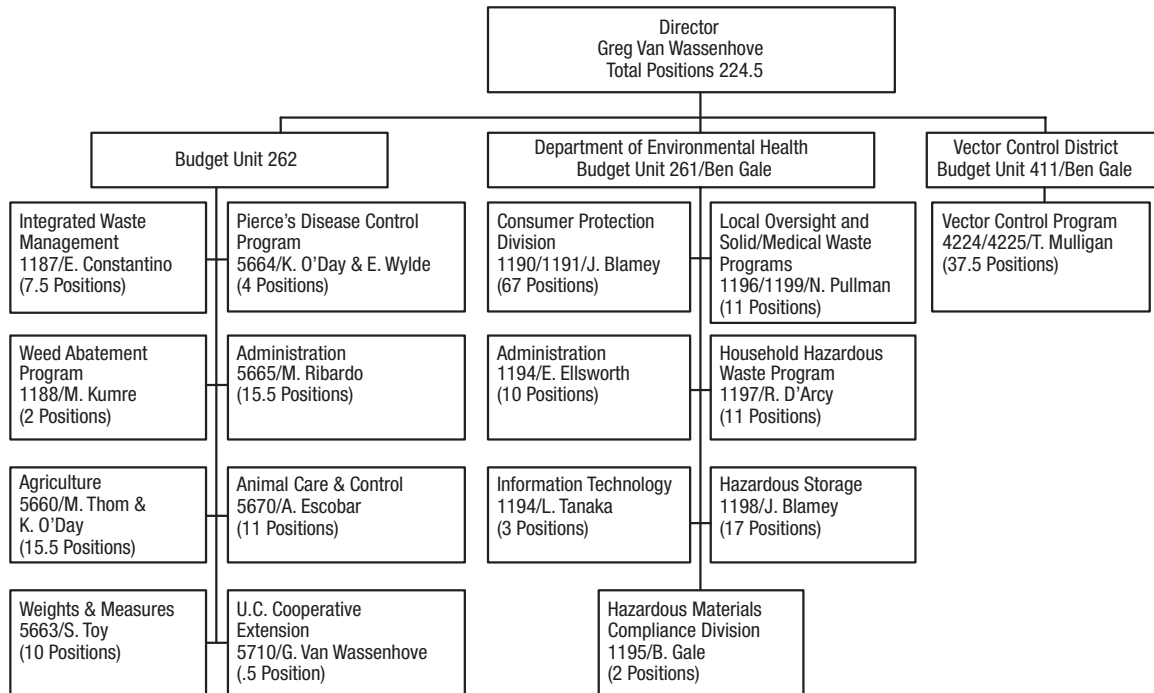 Director
Greg Van Wassenhove
Total Positions 224.5
Budget Unit 262
Department of Environmental Health
Budget Unit 261/Ben Gale
Vector Control District
Budget Unit 411/Ben Gale
Integrated Waste
Management
1187/E. Constantino
(7.5 Positions)
Pierce's Disease Control
Program
5664/K. O'Day & E. Wylde
(4 Positions)
Consumer Protection
Division
1190/1191/J. Blamey
(67 Positions)
Local Oversight and
Solid/Medical Waste
Programs
1196/1199/N. Pullman
(11 Positions)
Vector Control Program
4224/4225/T. Mulligan
(37.5 Positions)
Weed Abatement
Program
1188/M. Kumre
(2 Positions)
Administration
5665/M. Ribardo
(15.5 Positions)
Administration
1194/E. Ellsworth
(10 Positions)
Household Hazardous
Waste Program
1197/R. D'Arcy
(11 Positions)
Agriculture
5660/M. Thom &
K. O'Day
(15.5 Positions)
Animal Care & Control
5670/A. Escobar
(11 Positions)
Information Technology
1194/L. Tanaka
(3 Positions)
Hazardous Storage
1198/J. Blamey
(17 Positions)
Weights & Measures
5663/S. Toy
(10 Positions)
U.C. Cooperative
Extension
5710/G. Van Wassenhove
(.5 Position)
Hazardous Materials
Compliance Division
1195/B. Gale
(2 Positions)